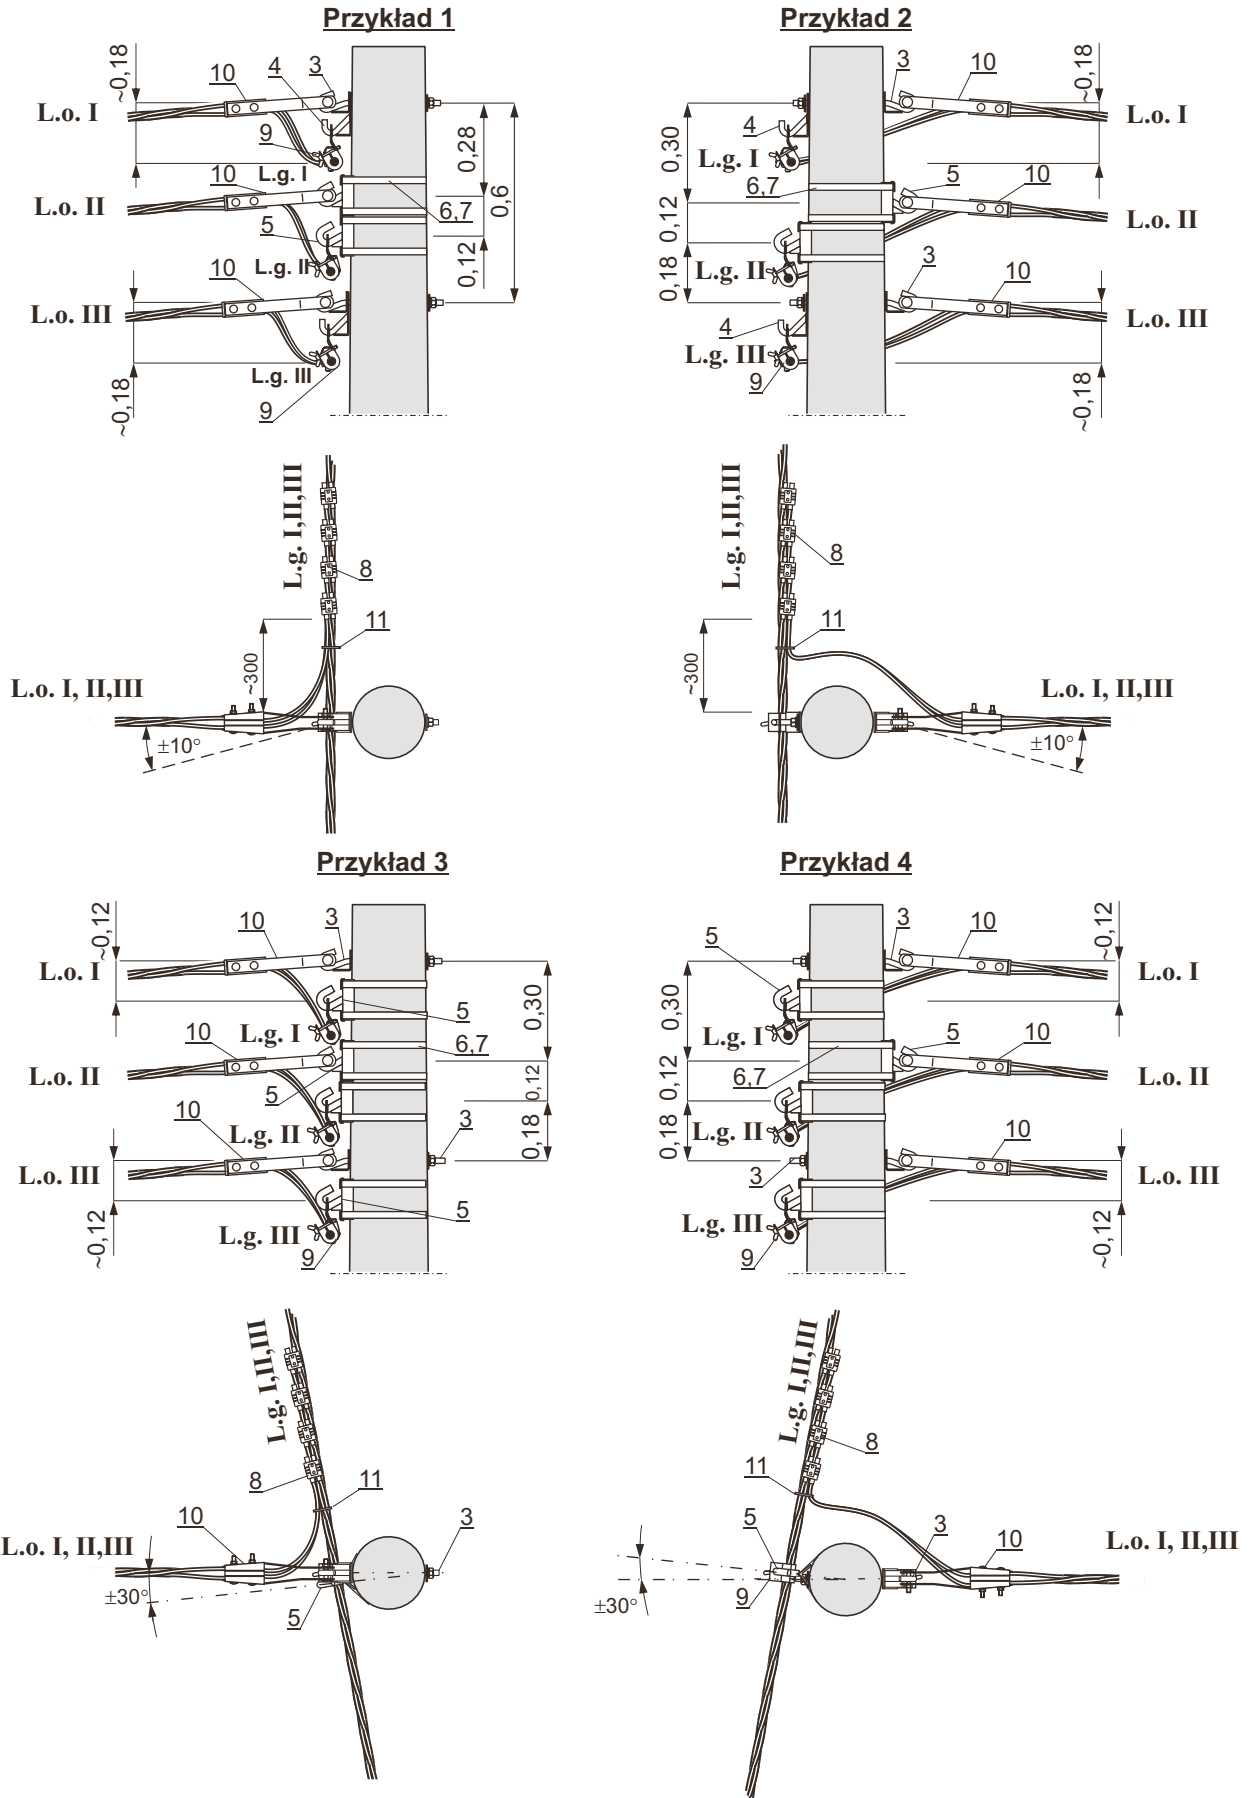 Przykład 1
~0,18
10
4
3
L.o. I
9
L.g. I
0,28
10
L.o. II
5
6,7
0,6
L.g. II
0,12
10
L.o. III
L.g. III
~0,18
9
Przykład 2
3
10
~0,18
L.o. I
0,30
4
L.g. I
6,7
5
10
0,12
L.o. II
L.g. II
0,18
3
10
4
L.o. III
L.g. III
9
~0,18
L.g. I,II,III
8
11
~300
L.o. I, II,III
±10°
L.g. I,II,III
8
11
~300
L.o. I, II,III
±10°
Przykład 3
~0,12
10
3
L.o. I
5
L.g. I
0,30
10
6,7
L.o. II
5
0,12
10
L.g. II
0,18
3
L.o. III
5
L.g. III
~0,12
9
Przykład 4
5
3
10
~0,12
L.o. I
0,30
L.g. I
5
10
6,7
L.o. II
0,12
L.g. II
0,18
10
3
L.o. III
L.g. III
9
~0,12
L.g. I,II,III
8
11
10
3
L.o. I, II,III
±30°
5
L.g. I,II,III
8
11
5
3
10
L.o. I, II,III
9
±30°